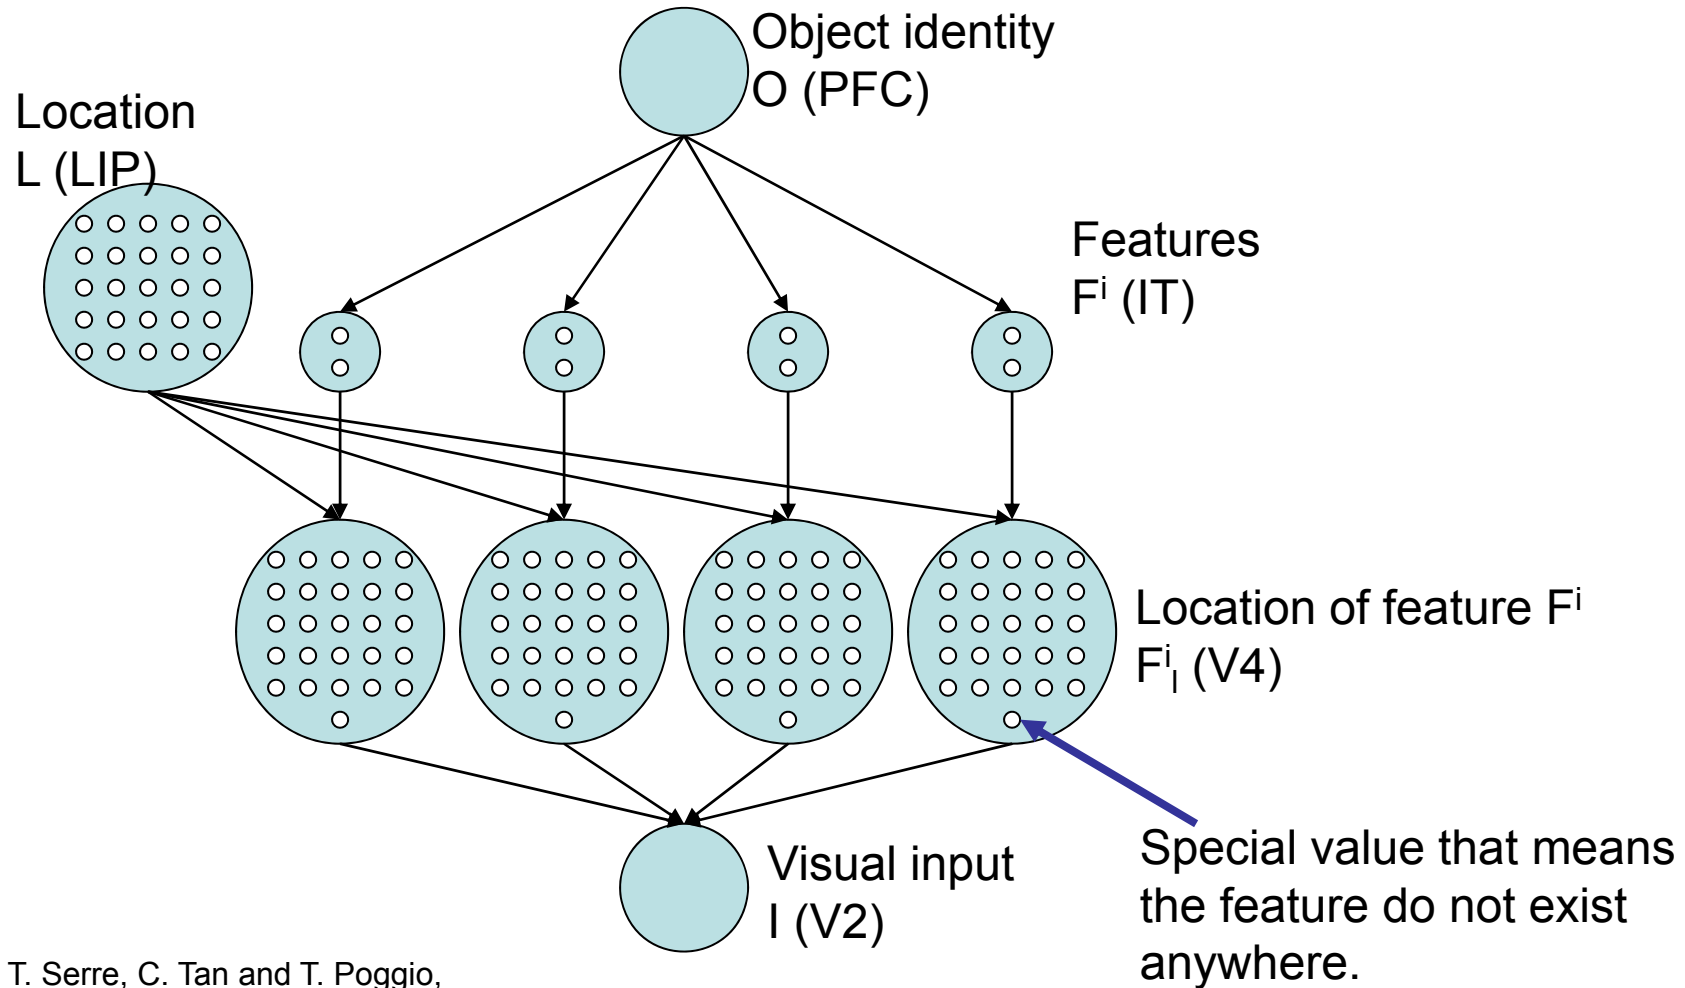 Object identity
O (PFC)
Location
L (LIP)
Features
Fⁱ (IT)
Location of feature Fⁱ
Fⁱₗ (V4)
Visual input
I (V2)
Special value that means
the feature do not exist
anywhere.
T. Serre, C. Tan and T. Poggio,